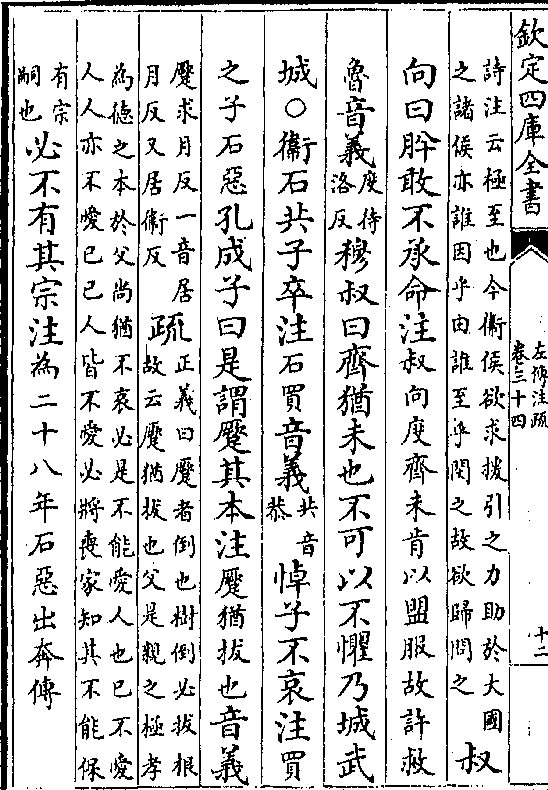 詩注云極至也今衛侯欲求援引之力助於大國
之諸侯亦誰因乎由誰至乎閔之故欲歸問之
叔
向曰肸敢不承命注叔向度齊未肯以盟服故許救
魯音義度待
洛反穆叔曰齊猶未也不可以不懼乃城武
城○衛石共子卒注石買音義共音
恭悼子不哀注買
之子石惡孔成子曰是謂蹷其本注蹷猶拔也音義
蹷求月反一音居
月反又居衛反
疏
正義曰蹷者倒也樹倒必拔根
故云蹷猶拔也父是親之極孝
為德之本於父尚猶不哀必是不能愛人也已不愛
人人亦不愛已已人皆不愛必將喪家知其不能保
有宗
嗣也
必不有其宗注為二十八年石惡出奔傳
欽定四庫全書
左傳注疏
卷三十四
十二